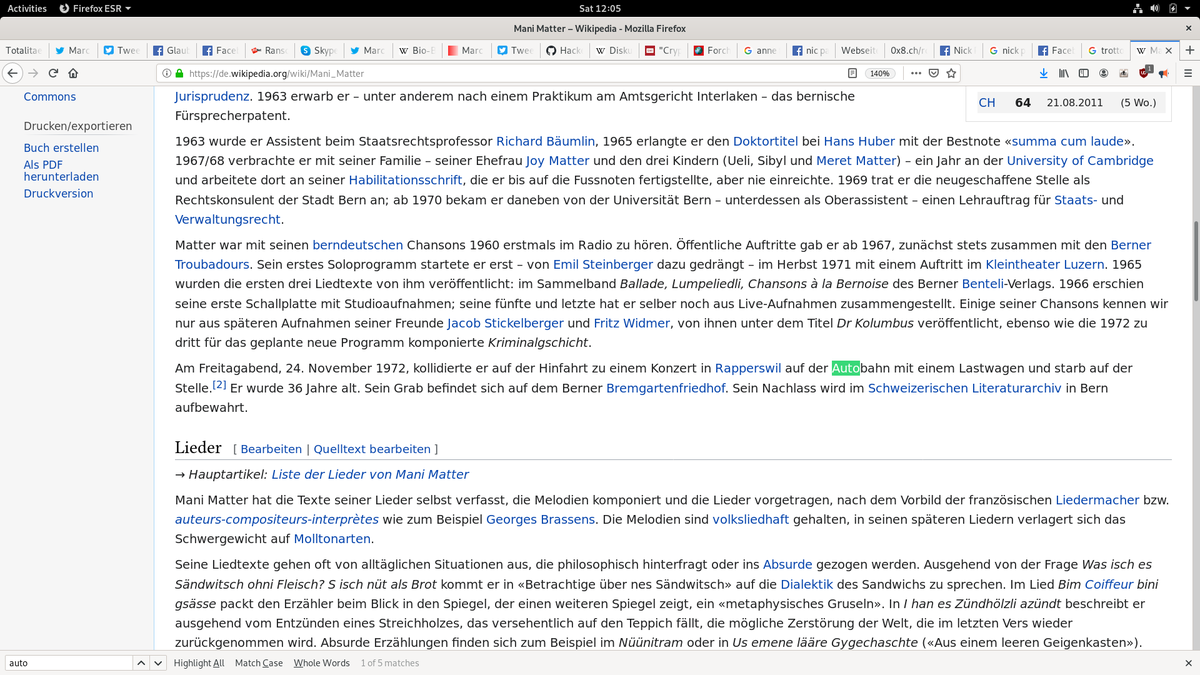 Activities Firefox ESR Sat 12:05
Mani Matter – Wikipedia - Mozilla Firefox
Totalitae Marc Twee Glaut Face Ranse Skype Marc Bio-E Marc Twee Hack Disku "Cryp Forch anne nic pa Webseit 0x8.ch/re Nick nick p Face trotto Ma
https://de.wikipedia.org/wiki/Mani_Matter 140%
Commons
Drucken/exportieren
Buch erstellen
Als PDF
herunterladen
Druckversion
CH 64 21.08.2011 (5 Wo.)
Jurisprudenz. 1963 erwarb er – unter anderem nach einem Praktikum am Amtsgericht Interlaken – das bernische
Fürsprecherpatent.
1963 wurde er Assistent beim Staatsrechtsprofessor Richard Bäumlin, 1965 erlangte er den Doktortitel bei Hans Huber mit der Bestnote «summa cum laude».
1967/68 verbrachte er mit seiner Familie – seiner Ehefrau Joy Matter und den drei Kindern (Ueli, Sibyl und Meret Matter) – ein Jahr an der University of Cambridge
und arbeitete dort an seiner Habilitationsschrift, die er bis auf die Fussnoten fertigstellte, aber nie einreichte. 1969 trat er die neugeschaffene Stelle als
Rechtskonsulent der Stadt Bern an; ab 1970 bekam er daneben von der Universität Bern – unterdessen als Oberassistent – einen Lehrauftrag für Staats- und
Verwaltungsrecht.
Matter war mit seinen berndeutschen Chansons 1960 erstmals im Radio zu hören. Öffentliche Auftritte gab er ab 1967, zunächst stets zusammen mit den Berner
Troubadours. Sein erstes Soloprogramm startete er erst – von Emil Steinberger dazu gedrängt – im Herbst 1971 mit einem Auftritt im Kleintheater Luzern. 1965
wurden die ersten drei Liedtexte von ihm veröffentlicht: im Sammelband Ballade, Lumpeliedli, Chansons à la Bernoise des Berner Benteli-Verlags. 1966 erschien
seine erste Schallplatte mit Studioaufnahmen; seine fünfte und letzte hat er selber noch aus Live-Aufnahmen zusammengestellt. Einige seiner Chansons kennen wir
nur aus späteren Aufnahmen seiner Freunde Jacob Stickelberger und Fritz Widmer, von ihnen unter dem Titel Dr Kolumbus veröffentlicht, ebenso wie die 1972 zu
dritt für das geplante neue Programm komponierte Kriminalgschicht.
Am Freitagabend, 24. November 1972, kollidierte er auf der Hinfahrt zu einem Konzert in Rapperswil auf der Autobahn mit einem Lastwagen und starb auf der
Stelle.[2] Er wurde 36 Jahre alt. Sein Grab befindet sich auf dem Berner Bremgartenfriedhof. Sein Nachlass wird im Schweizerischen Literaturarchiv in Bern
aufbewahrt.
Lieder [ Bearbeiten | Quelltext bearbeiten ]
→ Hauptartikel: Liste der Lieder von Mani Matter
Mani Matter hat die Texte seiner Lieder selbst verfasst, die Melodien komponiert und die Lieder vorgetragen, nach dem Vorbild der französischen Liedermacher bzw.
auteurs-compositeurs-interprètes wie zum Beispiel Georges Brassens. Die Melodien sind volksliedhaft gehalten, in seinen späteren Liedern verlagert sich das
Schwergewicht auf Molltonarten.
Seine Liedtexte gehen oft von alltäglichen Situationen aus, die philosophisch hinterfragt oder ins Absurde gezogen werden. Ausgehend von der Frage Was isch es
Sändwitsch ohni Fleisch? S isch nüt als Brot kommt er in «Betrachtige über nes Sändwitsch» auf die Dialektik des Sandwichs zu sprechen. Im Lied Bim Coiffeur bini
gsässe packt den Erzähler beim Blick in den Spiegel, der einen weiteren Spiegel zeigt, ein «metaphysisches Gruseln». In I han es Zündhölzli azündt beschreibt er
ausgehend vom Entzünden eines Streichholzes, das versehentlich auf den Teppich fällt, die mögliche Zerstörung der Welt, die im letzten Vers wieder
zurückgenommen wird. Absurde Erzählungen finden sich zum Beispiel im Nüünitram oder in Us emene lääre Gygechaschte («Aus einem leeren Geigenkasten»).
auto Highlight All Match Case Whole Words 1 of 5 matches